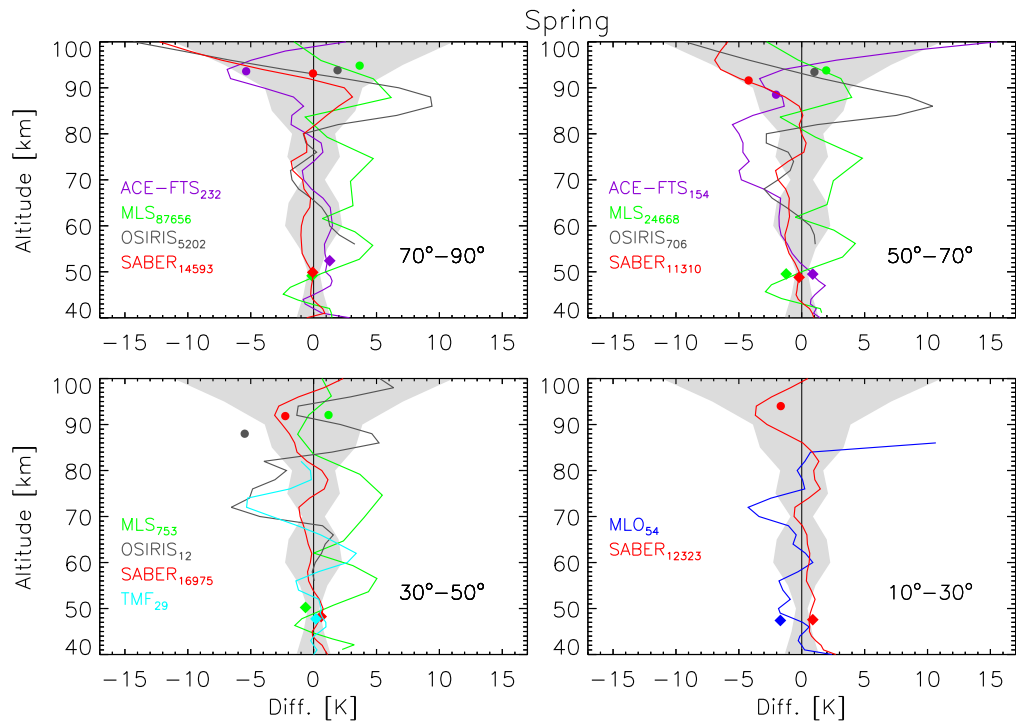 Spring
100
90
80
70
60
50
40
Altitude [km]
ACE−FTS232
MLS87656
OSIRIS5202
SABER14593
70°−90°
−15 −10 −5 0 5 10 15
100
90
80
70
60
50
40
ACE−FTS154
MLS24668
OSIRIS706
SABER11310
50°−70°
−15 −10 −5 0 5 10 15
100
90
80
70
60
50
40
Altitude [km]
MLS753
OSIRIS12
SABER16975
TMF29
30°−50°
−15 −10 −5 0 5 10 15
Diff. [K]
100
90
80
70
60
50
40
MLO54
SABER12323
10°−30°
−15 −10 −5 0 5 10 15
Diff. [K]